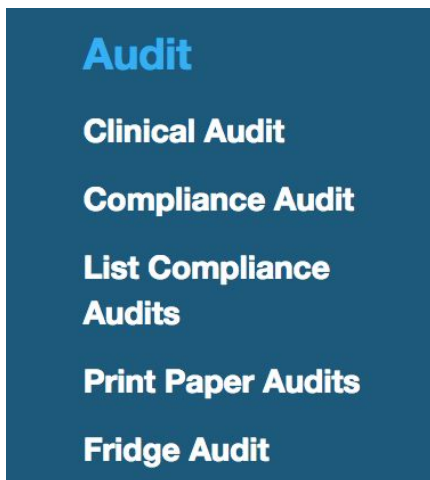 Audit
Clinical Audit
Compliance Audit
List Compliance
Audits
Print Paper Audits
Fridge Audit